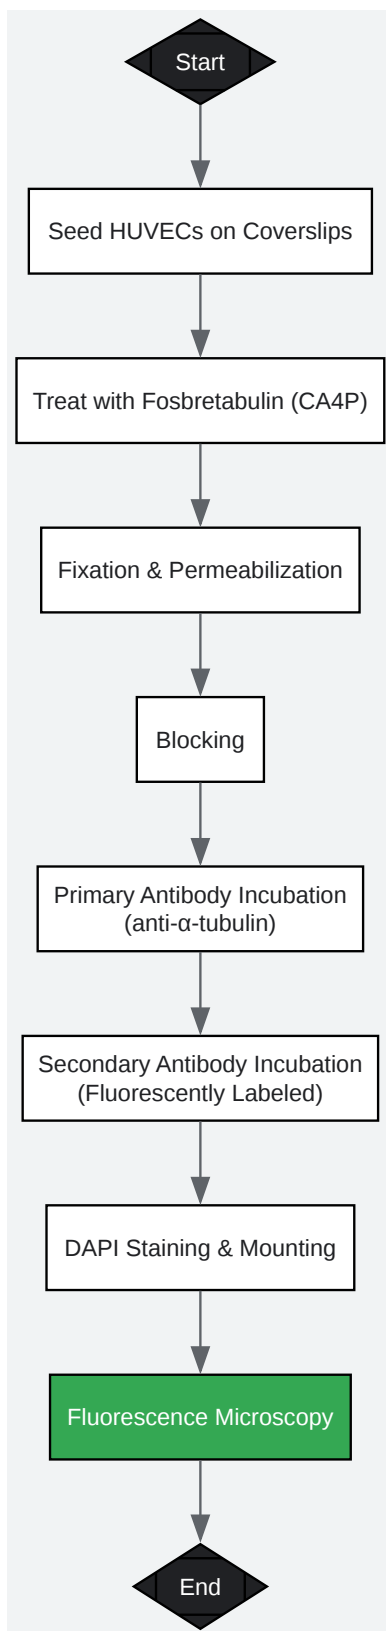 Start
Seed HUVECs on Coverslips
Treat with Fosbretabulin (CA4P)
Fixation & Permeabilization
Blocking
Primary Antibody Incubation
(anti-α-tubulin)
Secondary Antibody Incubation
(Fluorescently Labeled)
DAPI Staining & Mounting
Fluorescence Microscopy
End